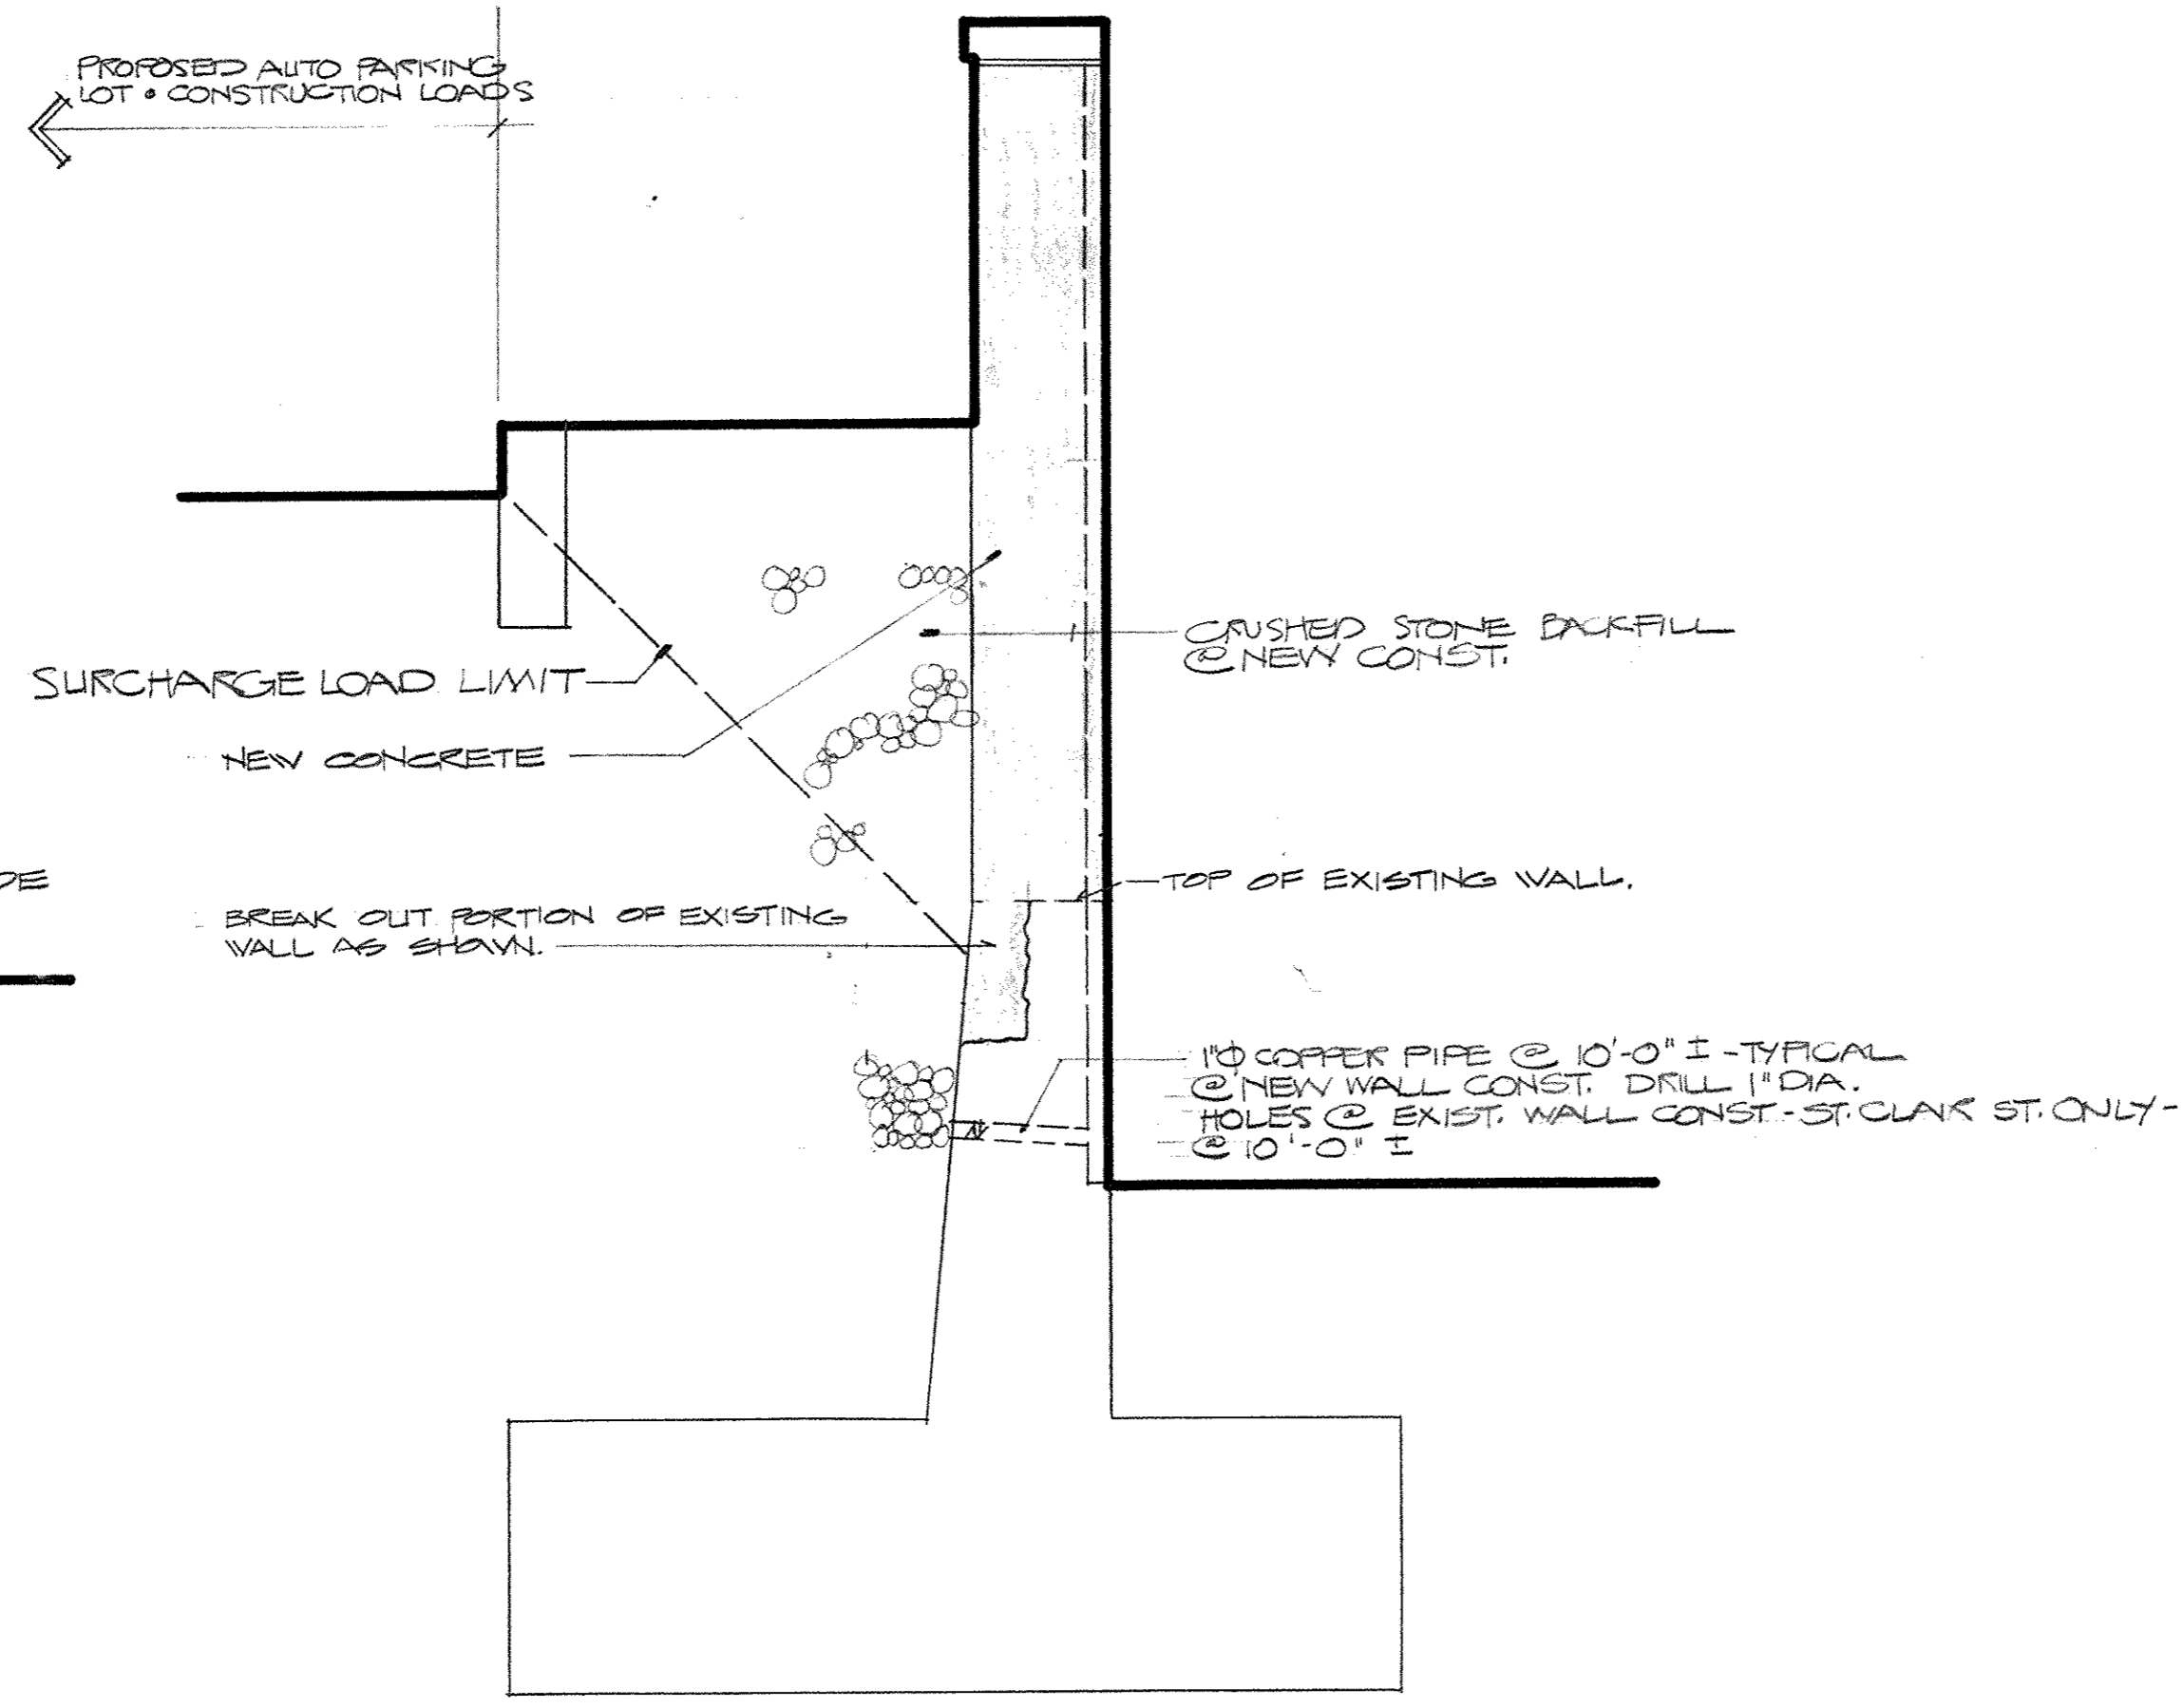 PROPOSED AUTO PARKING
LOT • CONSTRUCTION LOADS
CRUSHED STONE BACKFILL
@ NEW CONST.
SURCHARGE LOAD LIMIT
NEW CONCRETE
TOP OF EXISTING WALL.
DE
BREAK OUT PORTION OF EXISTING
WALL AS SHOWN.
1"Φ COPPER PIPE @ 10'-0" ± - TYPICAL
@ NEW WALL CONST. DRILL 1" DIA.
HOLES @ EXIST. WALL CONST - ST. CLAIR ST. ONLY -
@ 10'-0" ±